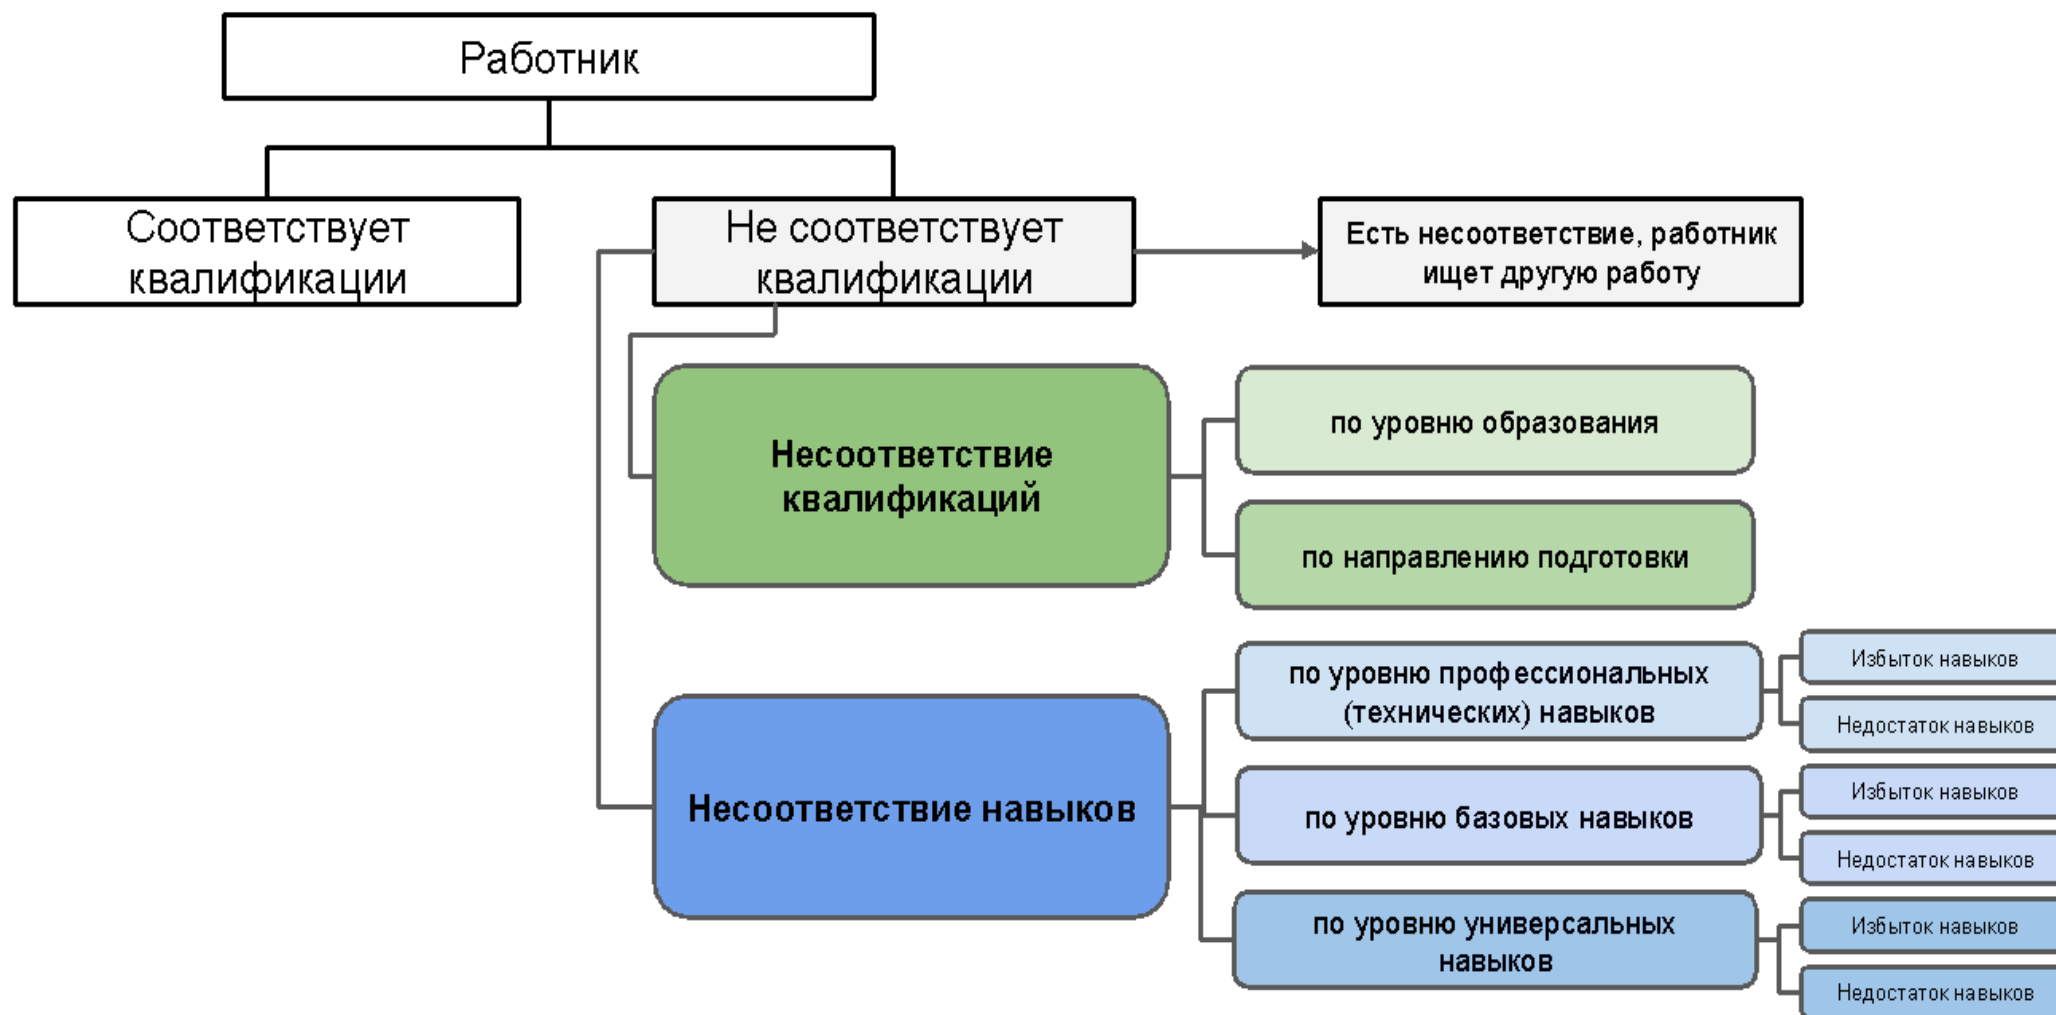 Работник
Соответствует
квалификации
Не соответствует
квалификации
Есть несоответствие, работник
ищет другую работу
Несоответствие
квалификаций
по уровню образования
по направлению подготовки
Несоответствие навыков
по уровню профессиональных
(технических) навыков
Избыток навыков
Недостаток навыков
по уровню базовых навыков
Избыток навыков
Недостаток навыков
по уровню универсальных
навыков
Избыток навыков
Недостаток навыков